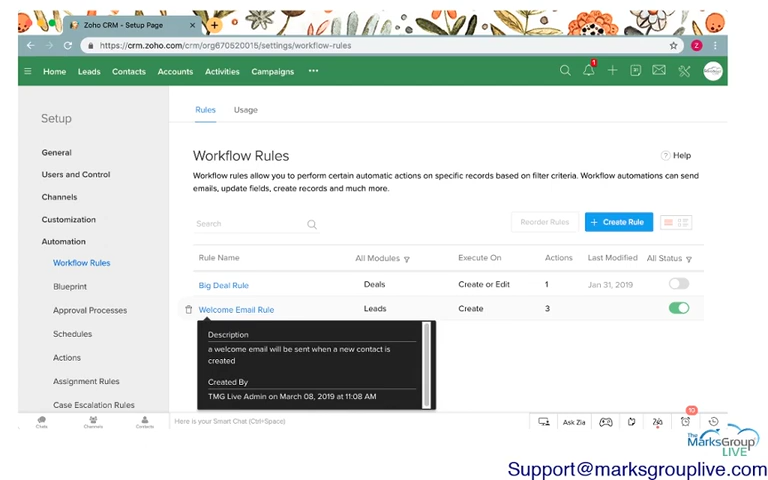 Zoho CRM - Setup Page
https://crm.zoho.com/crm/org670520015/settings/workflow-rules
Home Leads Contacts Accounts Activities Campaigns
1
Setup
Rules Usage
General
Users and Control
Channels
Customization
Automation
Workflow Rules
Blueprint
Approval Processes
Schedules
Actions
Assignment Rules
Case Escalation Rules
Workflow Rules
Help
Workflow rules allow you to perform certain automatic actions on specific records based on filter criteria. Workflow automations can send
emails, update fields, create records and much more.
Search
Reorder Rules
+ Create Rule
Rule Name All Modules Execute On Actions Last Modified All Status
Big Deal Rule Deals Create or Edit 1 Jan 31, 2019
Welcome Email Rule Leads Create 3
Description
a welcome email will be sent when a new contact is
created
Created By
TMG Live Admin on March 08, 2019 at 11:08 AM
Chats Channels Contacts
Here is your Smart Chat (Ctrl+Space)
Ask Zia
10
The
MarksGroup
LIVE
Support@marksgrouplive.com